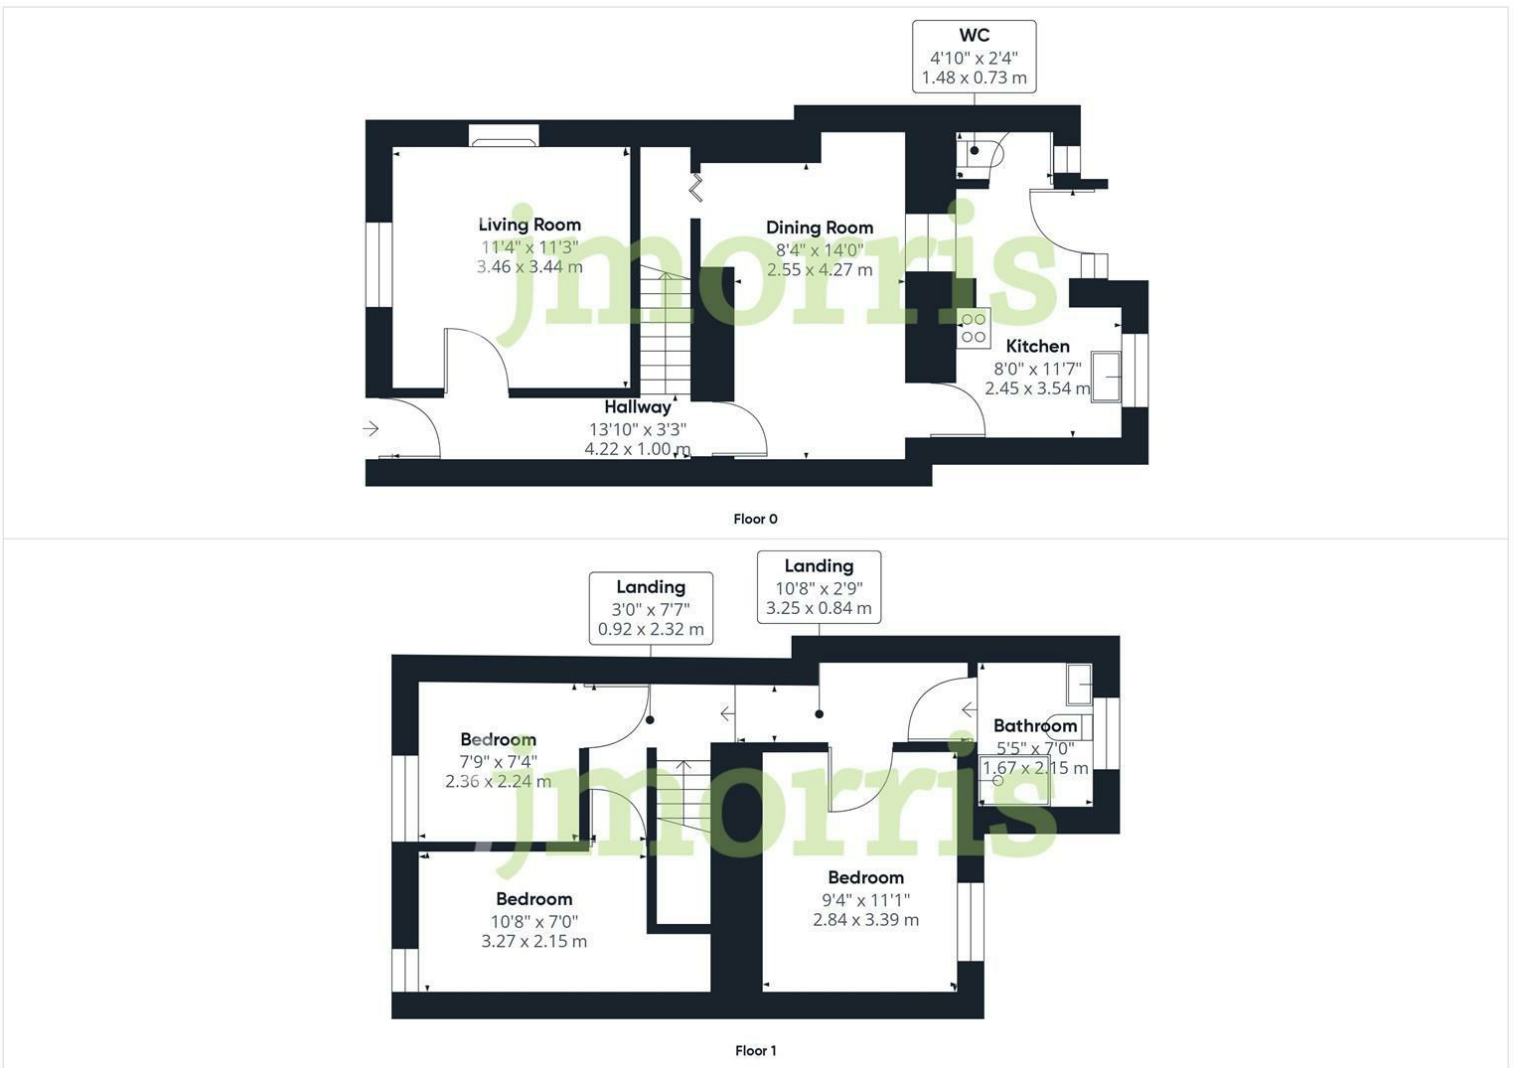 WC
4'10" x 2'4"
1.48 x 0.73 m
Living Room
11'4" x 11'3"
3.46 x 3.44 m
Dining Room
8'4" x 14'0"
2.55 x 4.27 m
Kitchen
8'0" x 11'7"
2.45 x 3.54 m
Hallway
13'10" x 3'3"
4.22 x 1.00 m
jmorris
Floor 0
Landing
3'0" x 7'7"
0.92 x 2.32 m
Landing
10'8" x 2'9"
3.25 x 0.84 m
Bedroom
7'9" x 7'4"
2.36 x 2.24 m
Bathroom
5'5" x 7'0"
1.67 x 2.15 m
Bedroom
10'8" x 7'0"
3.27 x 2.15 m
Bedroom
9'4" x 11'1"
2.84 x 3.39 m
jmorris
Floor 1